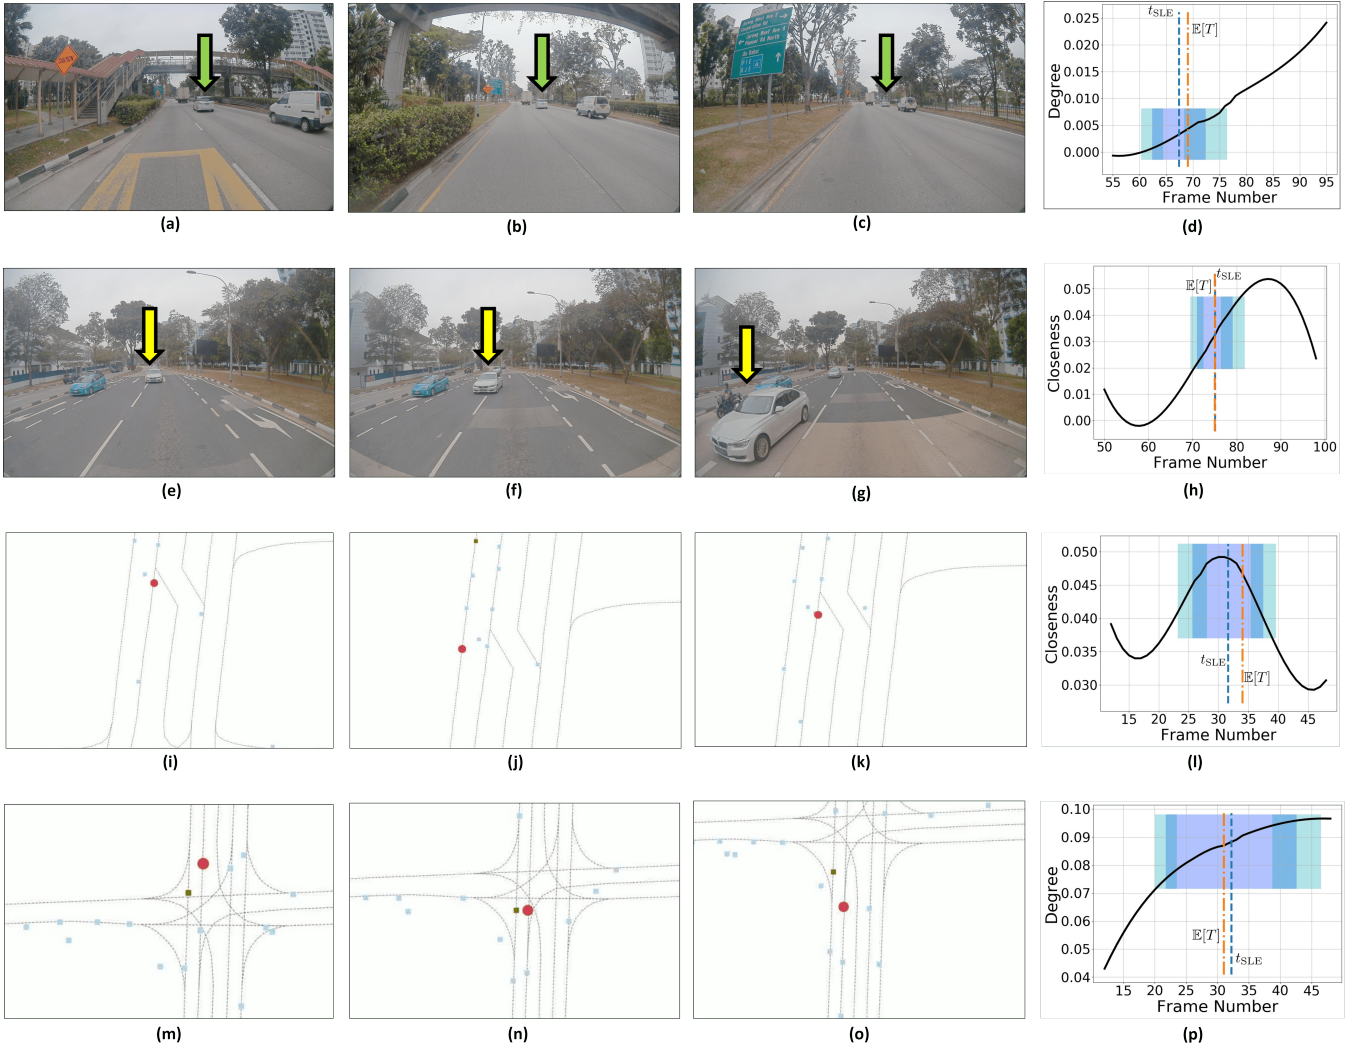 (a)
(b)
(c)
t_SLE
𝔼[T]
Degree
0.025
0.020
0.015
0.010
0.005
0.000
55 60 65 70 75 80 85 90 95
Frame Number
(d)
(e)
(f)
(g)
t_SLE
𝔼[T]
Closeness
0.05
0.04
0.03
0.02
0.01
0.00
50 60 70 80 90 100
Frame Number
(h)
(i)
(j)
(k)
Closeness
0.050
0.045
0.040
0.035
0.030
t_SLE
𝔼[T]
15 20 25 30 35 40 45
Frame Number
(l)
(m)
(n)
(o)
Degree
0.10
0.09
0.08
0.07
0.06
0.05
0.04
𝔼[T]
t_SLE
15 20 25 30 35 40 45
Frame Number
(p)